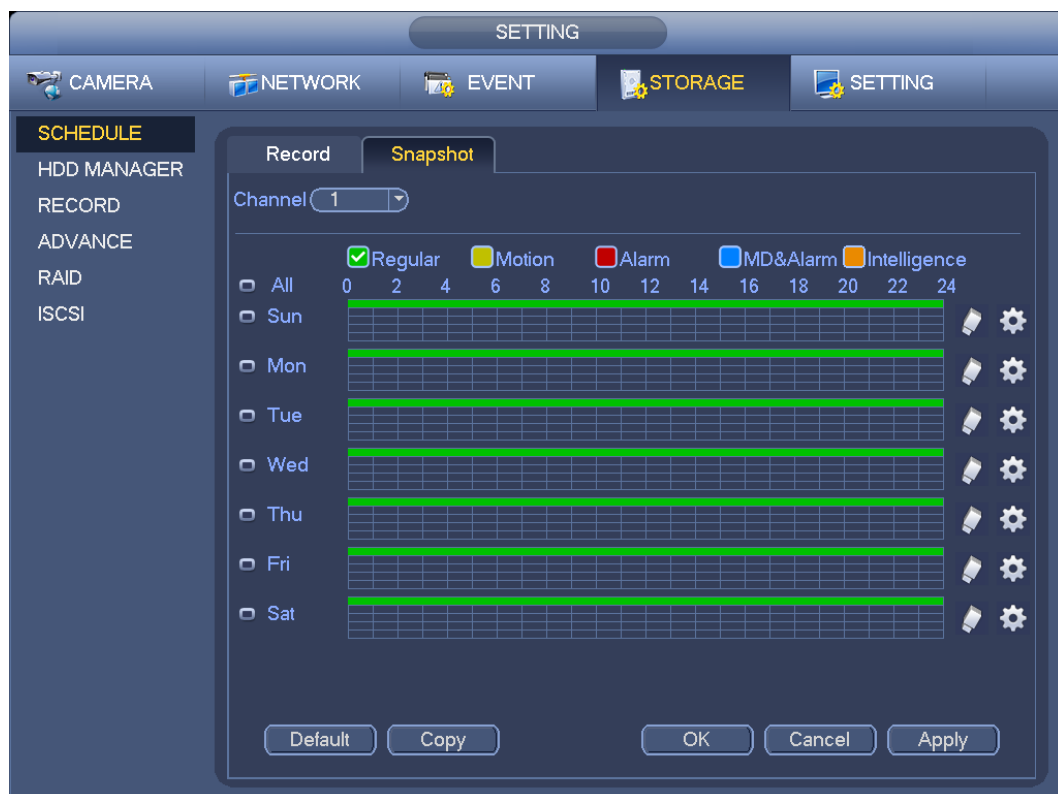 SETTING
CAMERA NETWORK EVENT STORAGE SETTING
SCHEDULE
HDD MANAGER
RECORD
ADVANCE
RAID
ISCSI
Record Snapshot
Channel 1
Regular Motion Alarm MD&Alarm Intelligence
All 0 2 4 6 8 10 12 14 16 18 20 22 24
Sun
Mon
Tue
Wed
Thu
Fri
Sat
Default Copy OK Cancel Apply